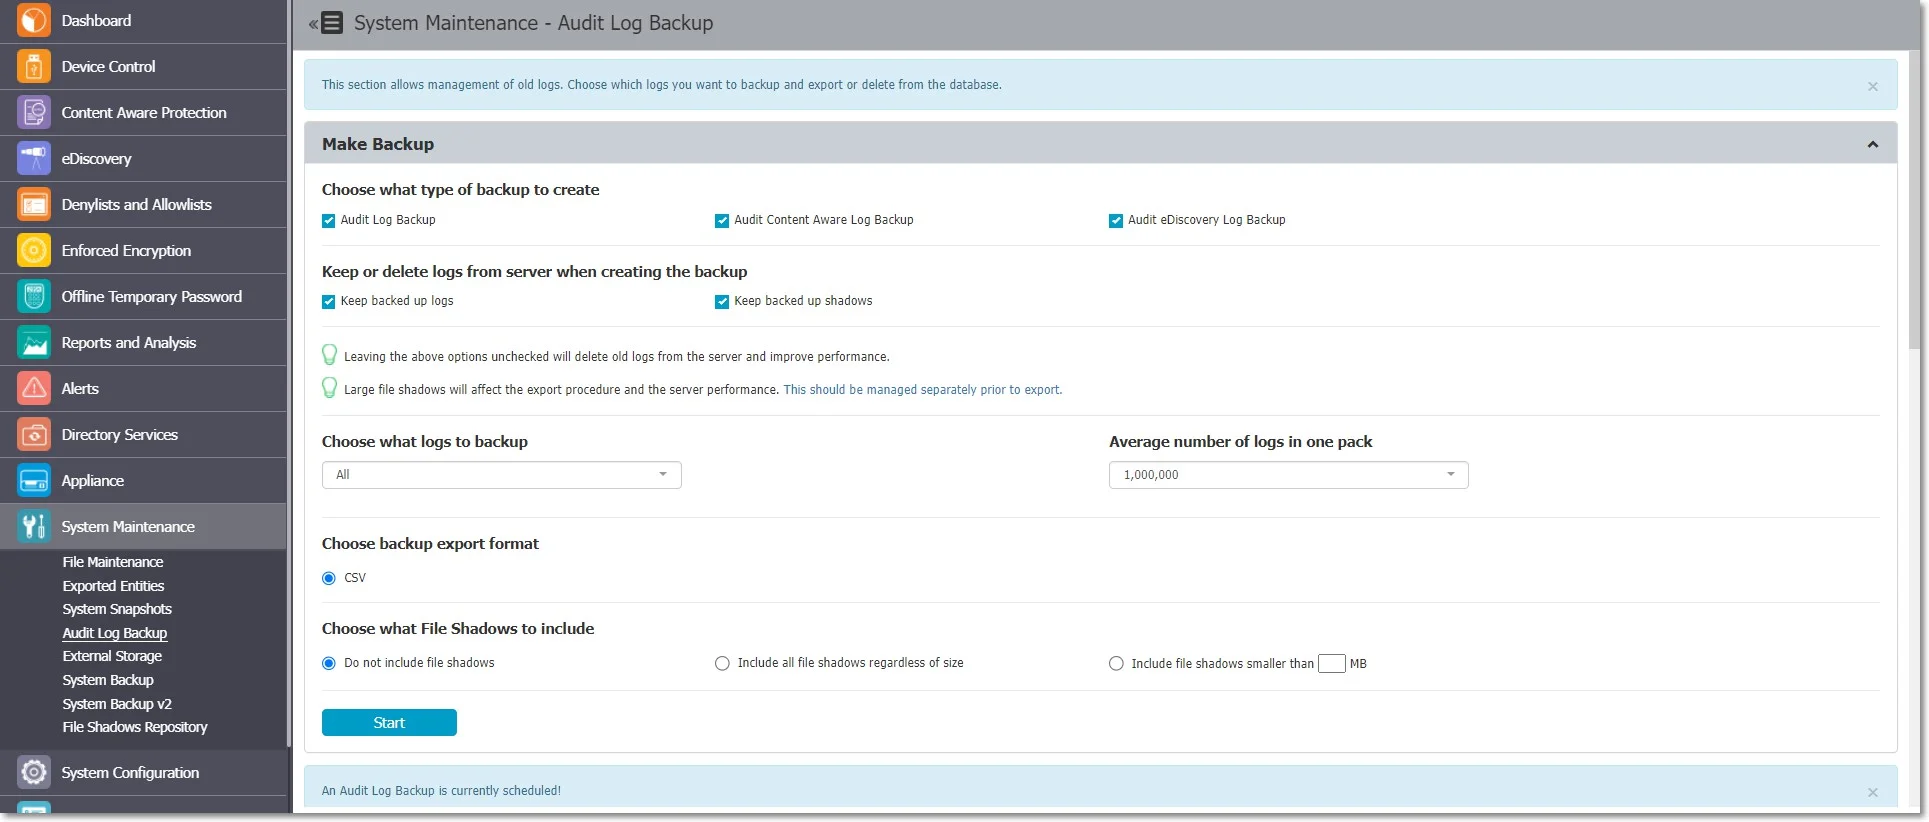 Dashboard
Device Control
Content Aware Protection
eDiscovery
Denylists and Allowlists
Enforced Encryption
Offline Temporary Password
Reports and Analysis
Alerts
Directory Services
Appliance
System Maintenance
File Maintenance
Exported Entities
System Snapshots
Audit Log Backup
External Storage
System Backup
System Backup v2
File Shadows Repository
System Configuration
System Maintenance - Audit Log Backup
This section allows management of old logs. Choose which logs you want to backup and export or delete from the database.
Make Backup
Choose what type of backup to create
Audit Log Backup
Audit Content Aware Log Backup
Audit eDiscovery Log Backup
Keep or delete logs from server when creating the backup
Keep backed up logs
Keep backed up shadows
Leaving the above options unchecked will delete old logs from the server and improve performance.
Large file shadows will affect the export procedure and the server performance. This should be managed separately prior to export.
Choose what logs to backup
Average number of logs in one pack
All
1,000,000
Choose backup export format
CSV
Choose what File Shadows to include
Do not include file shadows
Include all file shadows regardless of size
Include file shadows smaller than MB
Start
An Audit Log Backup is currently scheduled!